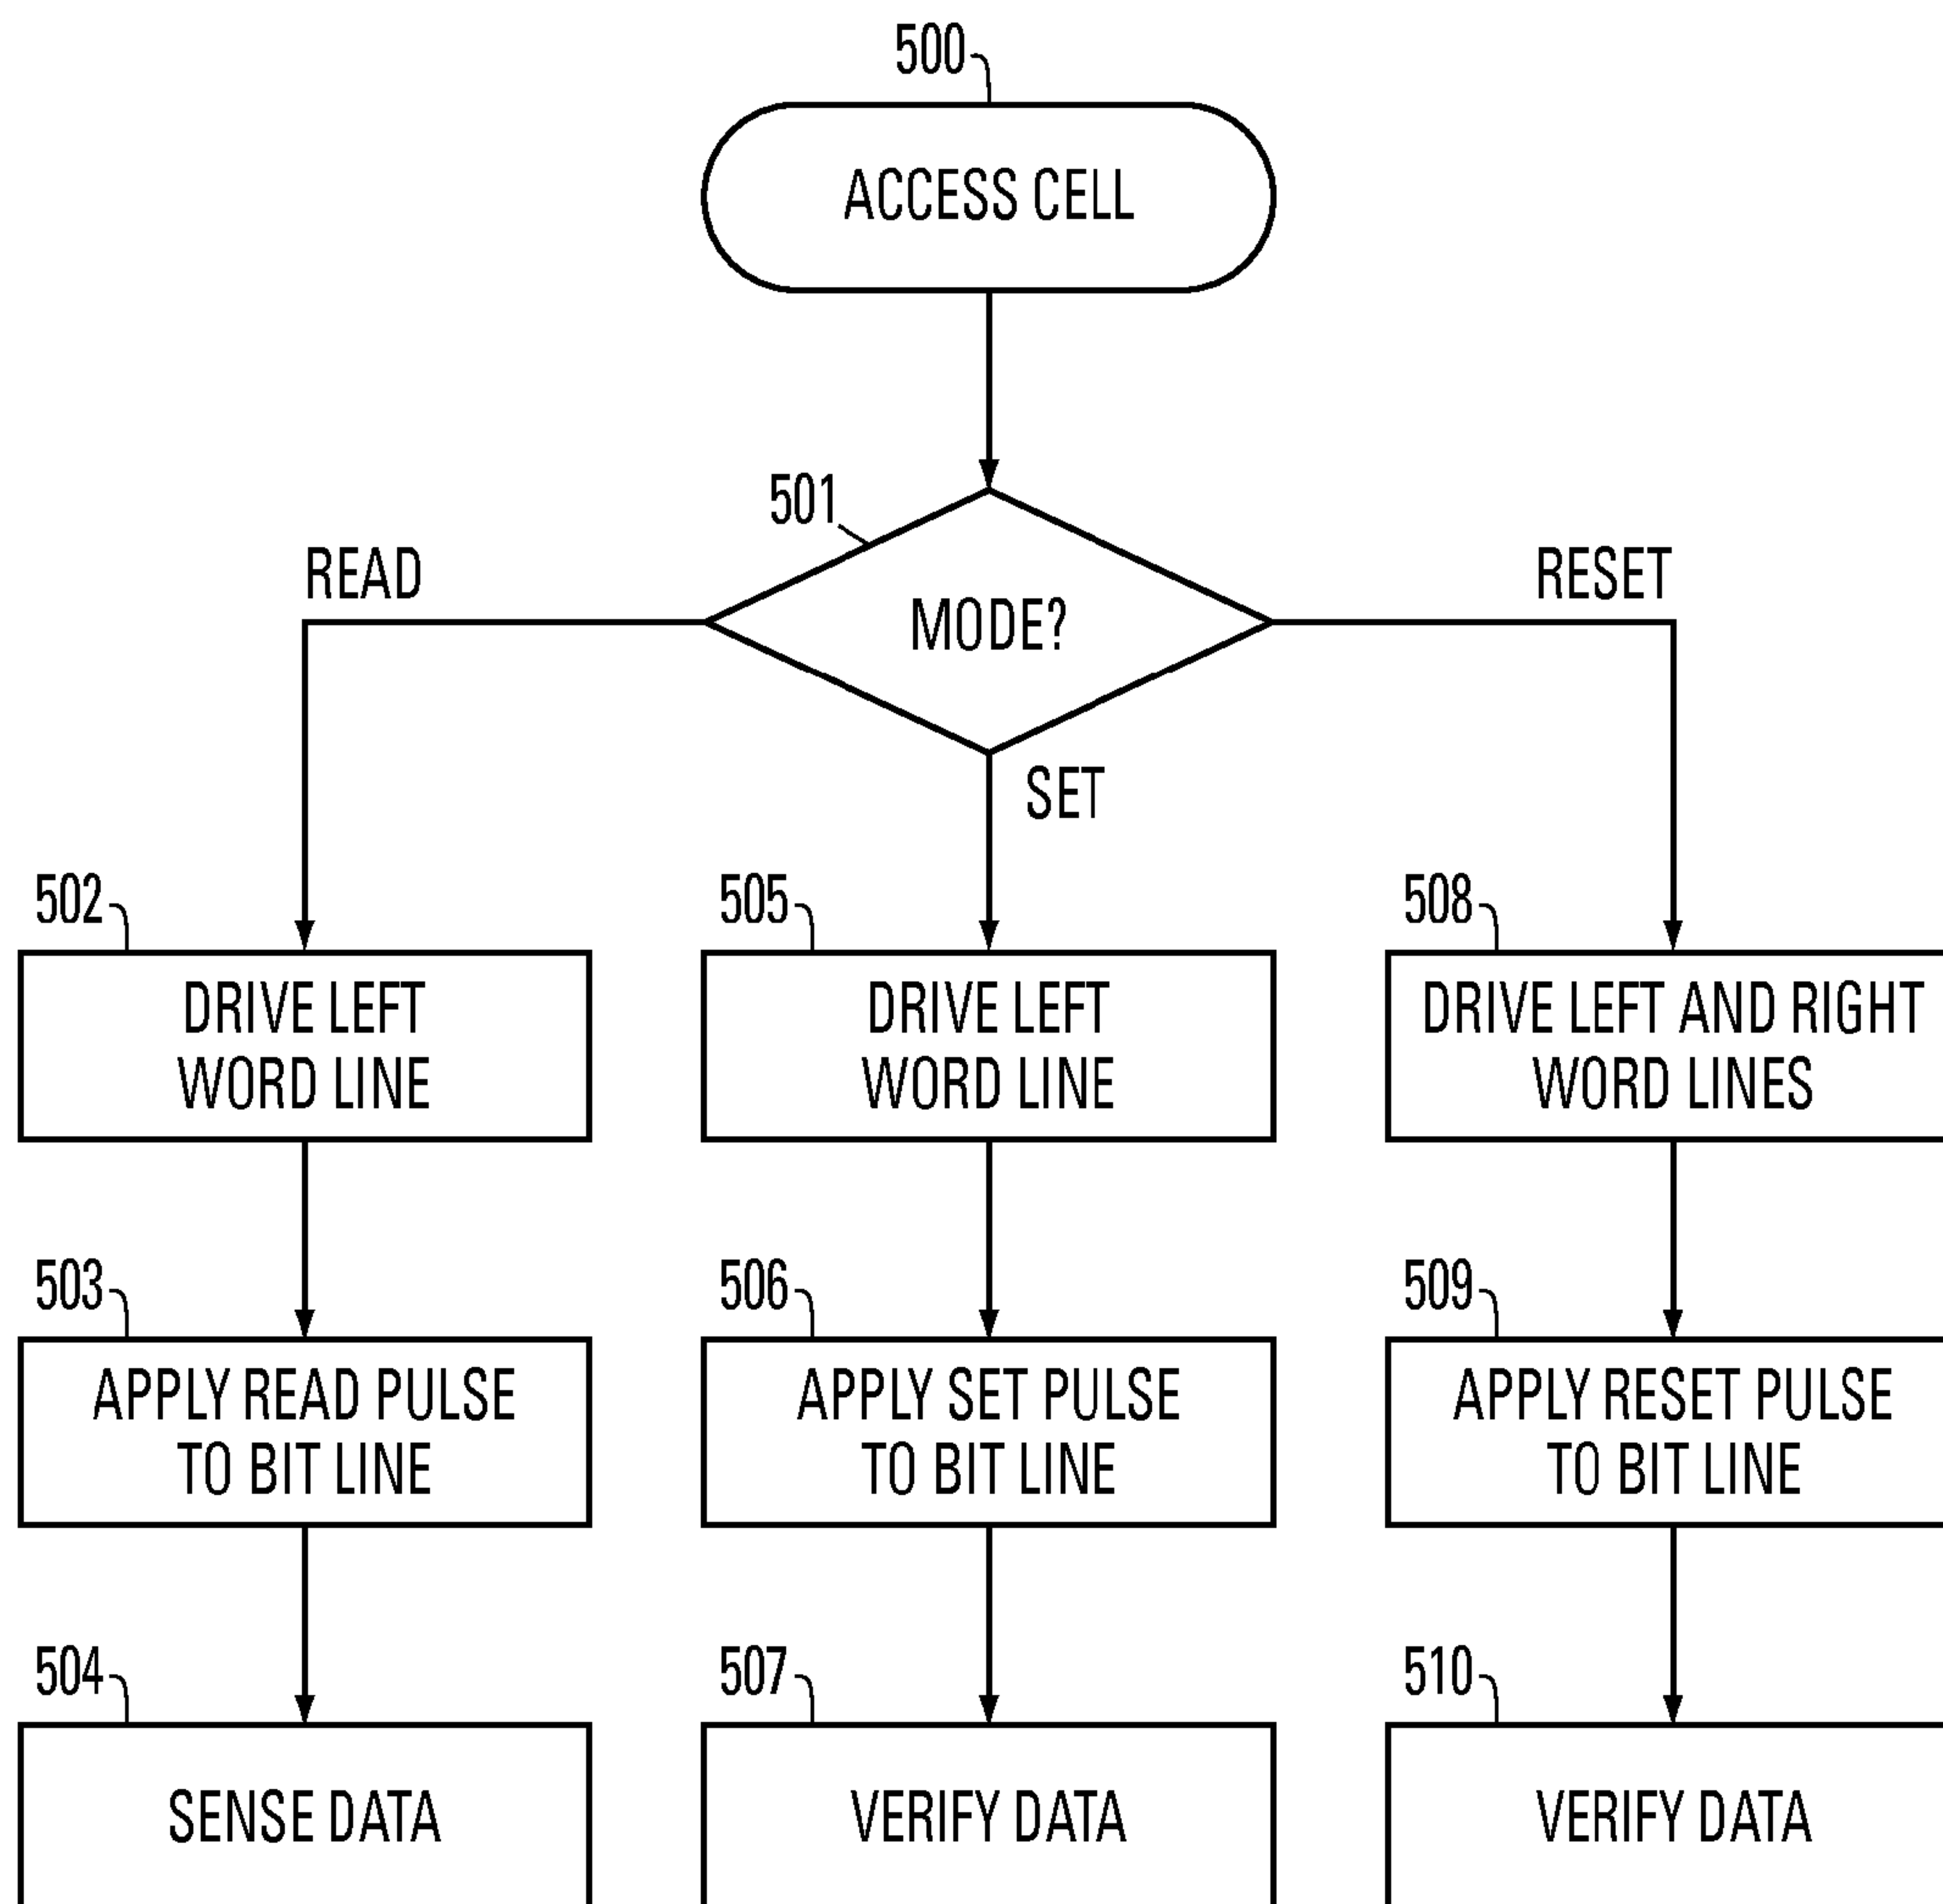 500
ACCESS CELL
501
READ
MODE?
RESET
SET
502
DRIVE LEFT
WORD LINE
505
DRIVE LEFT
WORD LINE
508
DRIVE LEFT AND RIGHT
WORD LINES
503
APPLY READ PULSE
TO BIT LINE
506
APPLY SET PULSE
TO BIT LINE
509
APPLY RESET PULSE
TO BIT LINE
504
SENSE DATA
507
VERIFY DATA
510
VERIFY DATA